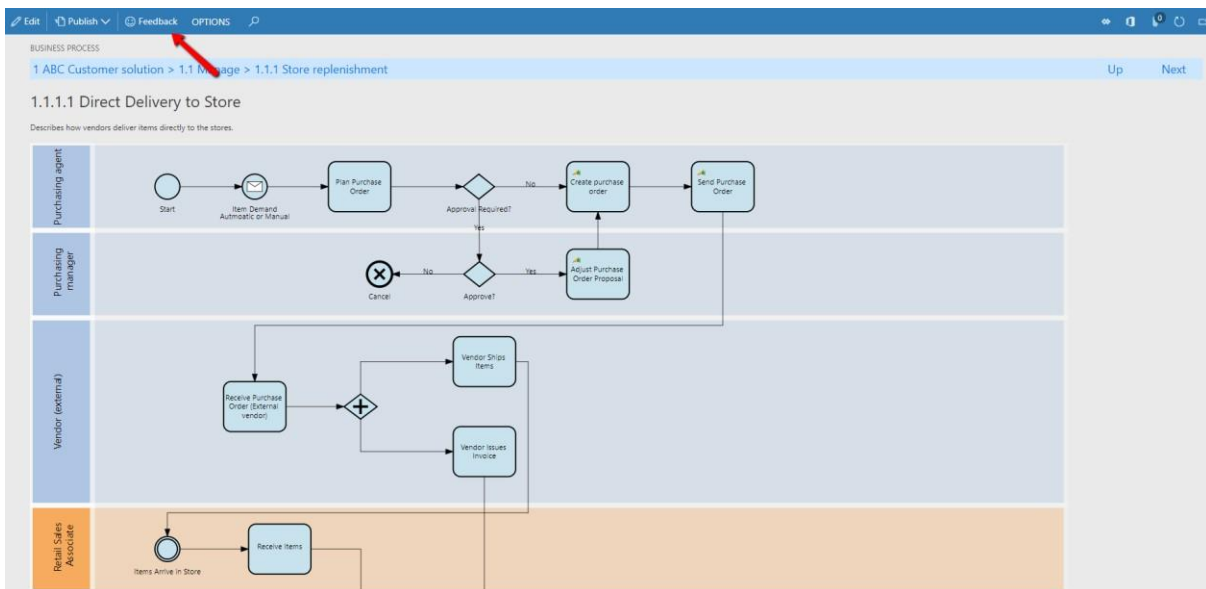 Edit Publish Feedback OPTIONS 0
BUSINESS PROCESS
1 ABC Customer solution > 1.1 Manage > 1.1.1 Store replenishment Up Next
1.1.1.1 Direct Delivery to Store
Describes how vendors deliver items directly to the stores.
Purchasing agent
Start
Item Demand
Autmoatic or Manual
Plan Purchase
Order
Approval Required?
No
Yes
Create purchase
order
Send Purchase
Order
Purchasing
manager
Cancel
No
Approve?
Yes
Adjust Purchase
Order Proposal
Vendor (external)
Receive Purchase
Order (External
vendor)
Vendor Ships
Items
Vendor Issues
Invoice
Retail Sales
Associate
Items Arrive in Store
Receive Items